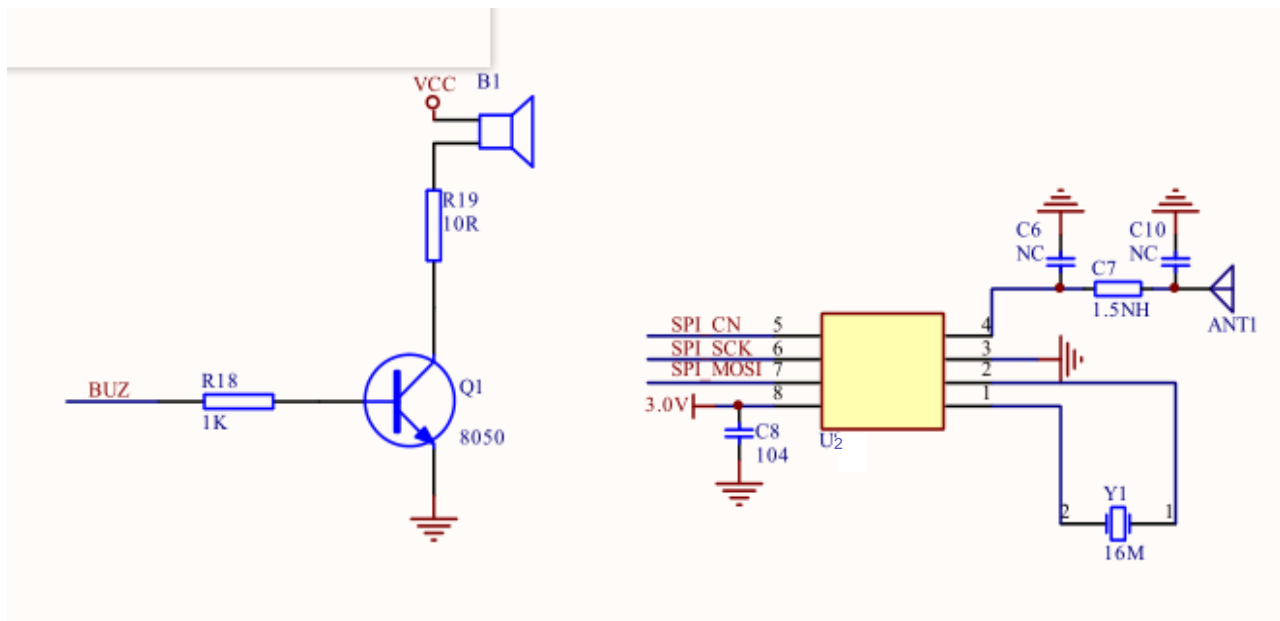 VCC
B1
R19
10R
BUZ
R18
1K
Q1
8050
C6
NC
C10
NC
C7
1.5NH
ANT1
SPI_CN 5
SPI_SCK 6
SPI_MOSI 7
3.0V 8
4
3
2
1
U2
C8
104
Y1
2
1
16M